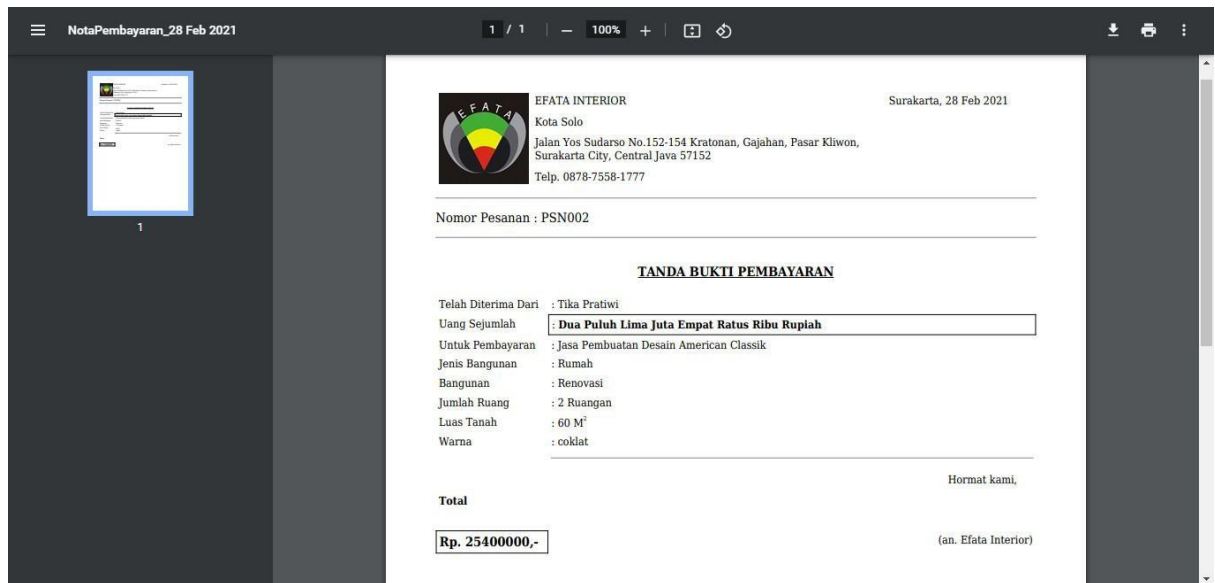 NotaPembayaran_28 Feb 2021
1 / 1
100%
1
EFATA
EFATA INTERIOR
Surakarta, 28 Feb 2021
Kota Solo
Jalan Yos Sudarso No.152-154 Kratonan, Gajahan, Pasar Kliwon,
Surakarta City, Central Java 57152
Telp. 0878-7558-1777
Nomor Pesanan : PSN002
TANDA BUKTI PEMBAYARAN
Telah Diterima Dari : Tika Pratiwi
Uang Sejumlah : Dua Puluh Lima Juta Empat Ratus Ribu Rupiah
Untuk Pembayaran : Jasa Pembuatan Desain American Classik
Jenis Bangunan : Rumah
Bangunan : Renovasi
Jumlah Ruang : 2 Ruangan
Luas Tanah : 60 M²
Warna : coklat
Hormat kami,
Total
Rp. 25400000,-
(an. Efata Interior)